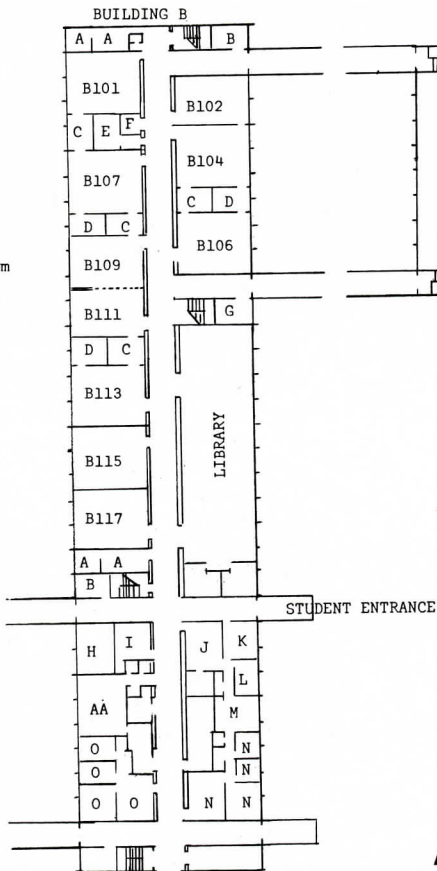 BUILDING B
A A B
B101
B102
C E F
B104
B107
C D
D C
B106
B109
m
B111
G
D C
B113
LIBRARY
B115
B117
A A
B
STUDENT ENTRANCE
H I J K
L
AA M
O N
O N
O O N N